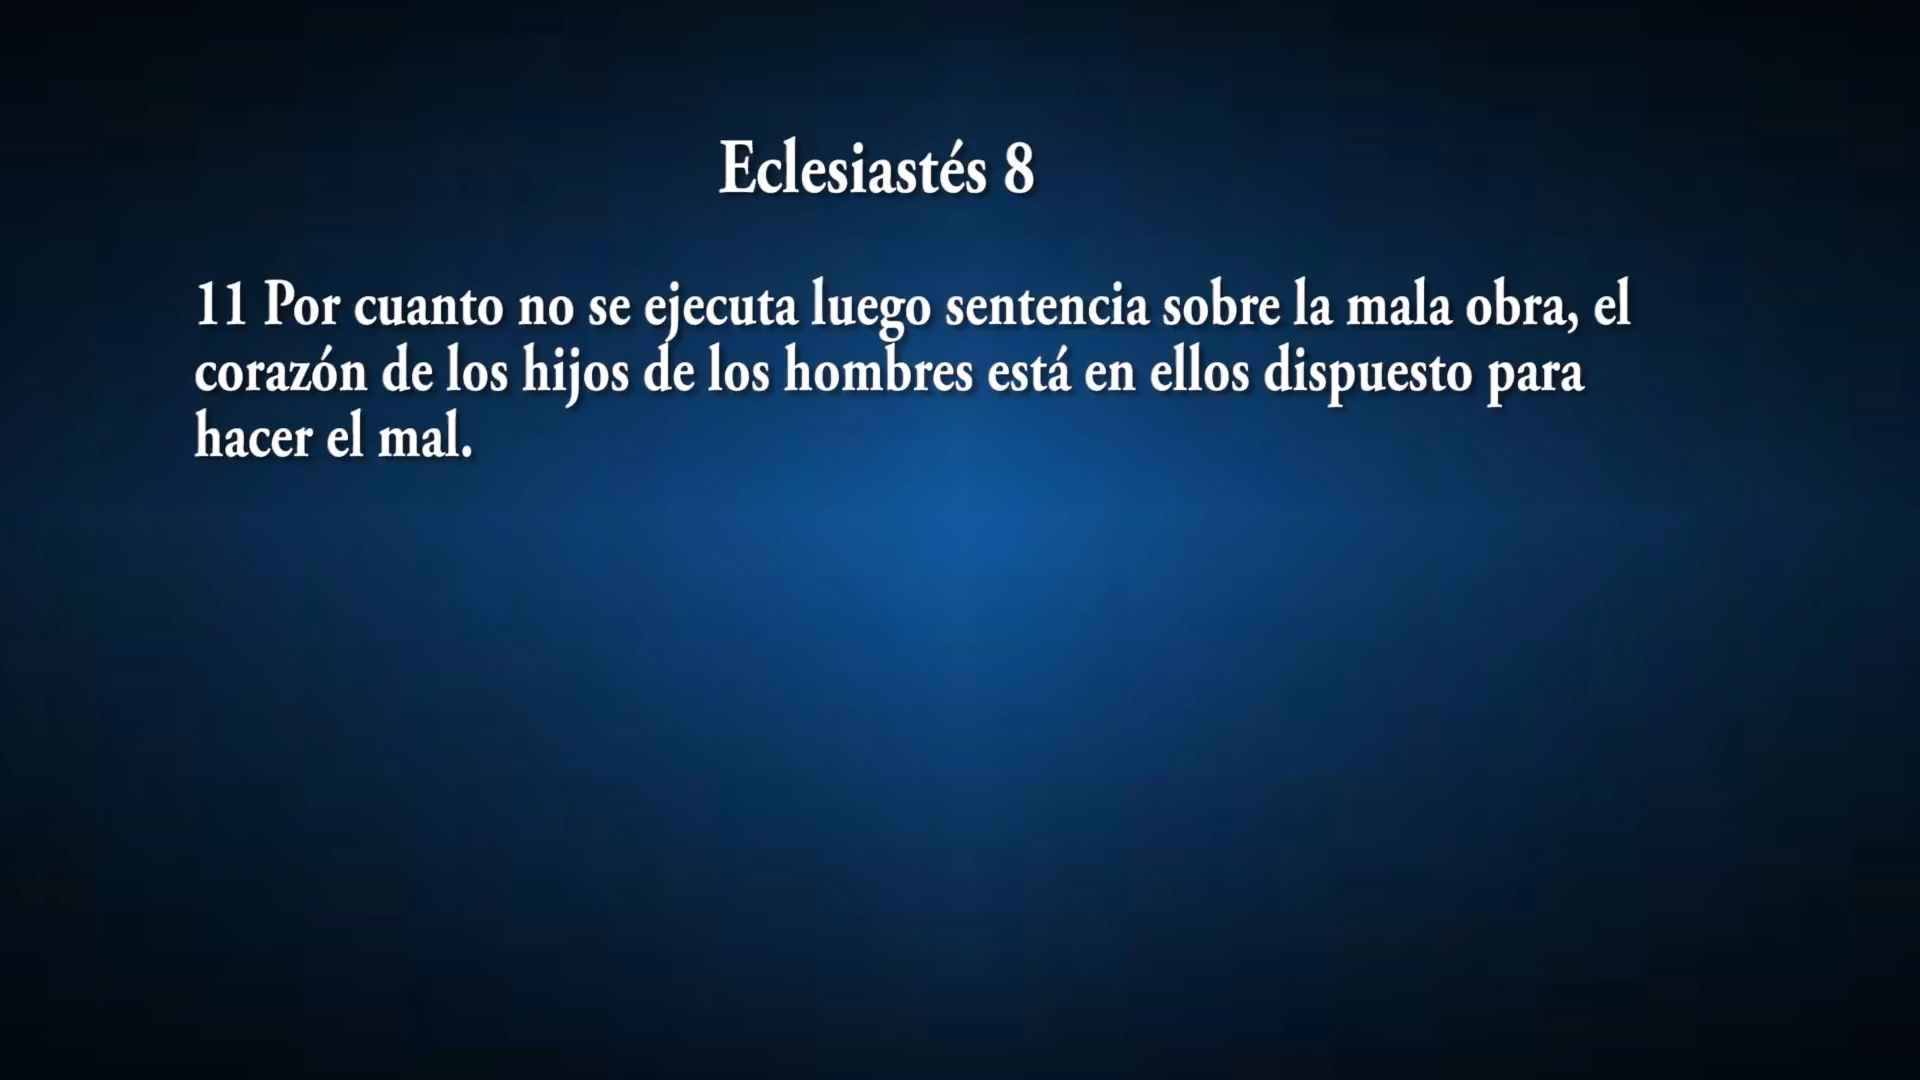 Eclesiastés 8
11 Por cuanto no se ejecuta luego sentencia sobre la mala obra, el
corazón de los hijos de los hombres está en ellos dispuesto para
hacer el mal.